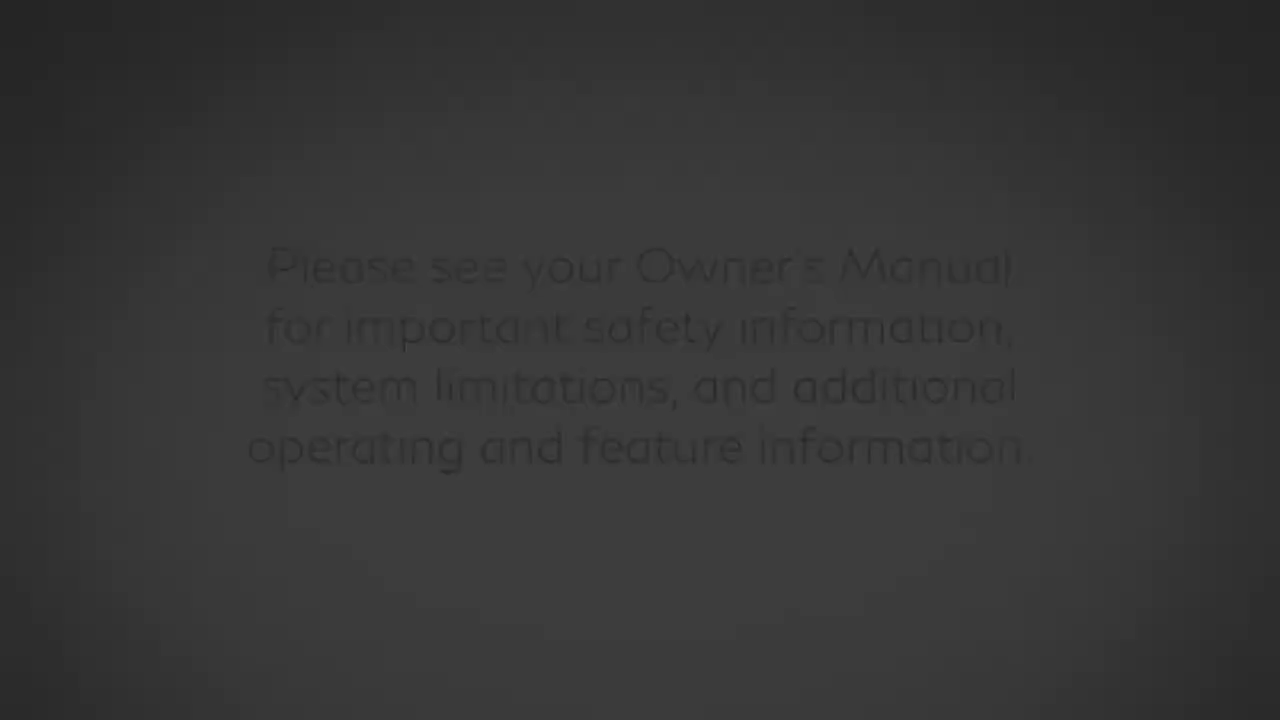 Please see your Owner's Manual
for important safety information,
system limitations, and additional
operating and feature information.